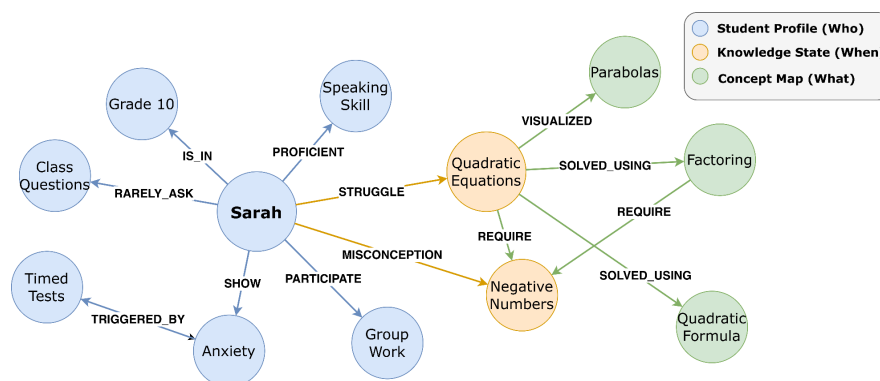 Student Profile (Who)
Knowledge State (When
Concept Map (What)
Speaking
Skill
Grade 10
Parabolas
VISUALIZED
IS_IN
PROFICIENT
Class
Questions
RARELY_ASK
Sarah
STRUGGLE
Quadratic
Equations
SOLVED_USING
Factoring
REQUIRE
REQUIRE
MISCONCEPTION
SOLVED_USING
Timed
Tests
SHOW
PARTICIPATE
Negative
Numbers
TRIGGERED_BY
Anxiety
Group
Work
Quadratic
Formula